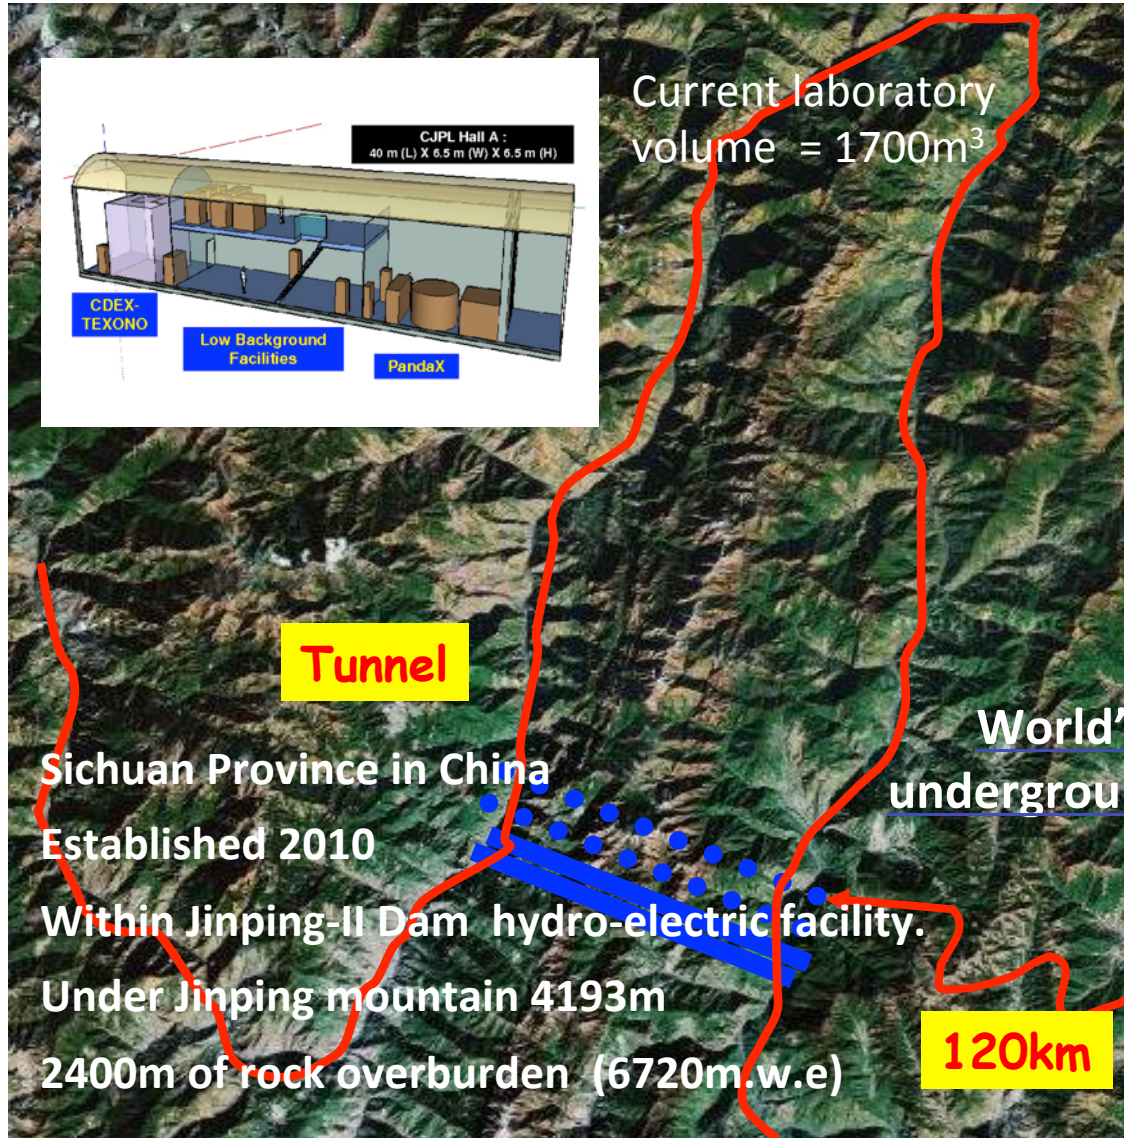 Current laboratory
volume = 1700m³
CJPL Hall A :
40 m (L) X 6.5 m (W) X 6.5 m (H)
CDEX-
TEXONO
Low Background
Facilities
PandaX
Tunnel
World'
undergrou
Sichuan Province in China
Established 2010
Within Jinping-II Dam hydro-electric facility.
Under Jinping mountain 4193m
2400m of rock overburden (6720m.w.e)
120km